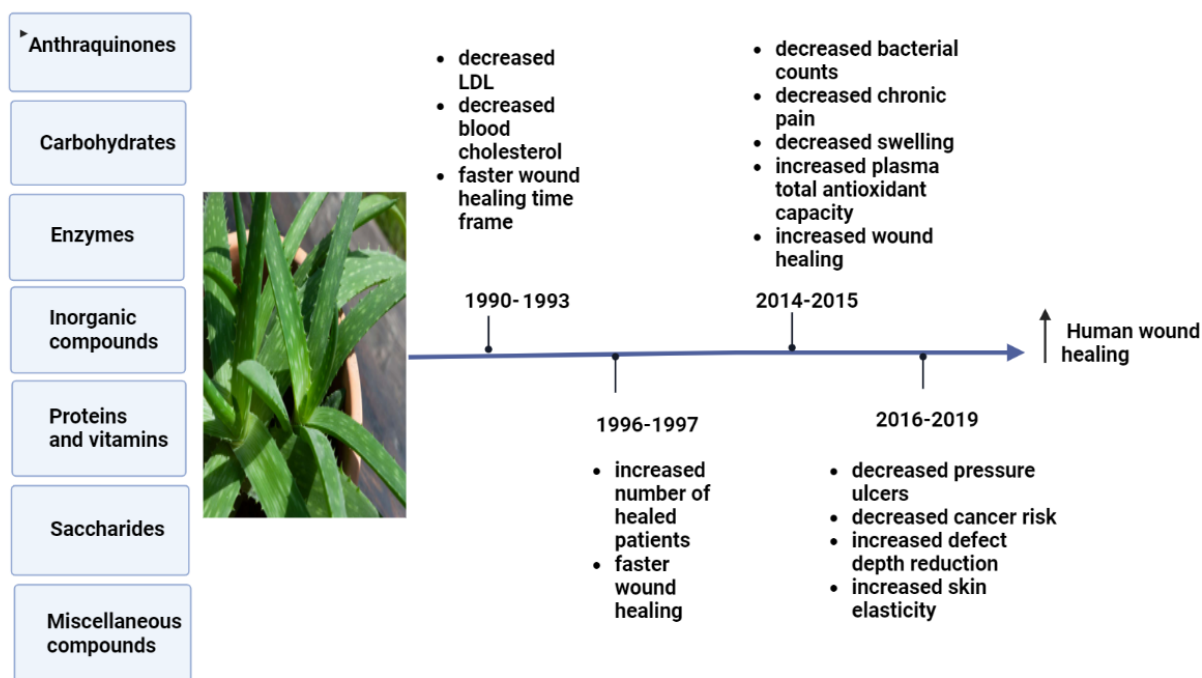 Anthraquinones
Carbohydrates
Enzymes
Inorganic
compounds
Proteins
and vitamins
Saccharides
Miscellaneous
compounds
• decreased
LDL
• decreased
blood
cholesterol
• faster wound
healing time
frame
1990-1993
1996-1997
• increased
number of
healed
patients
• faster
wound
healing
• decreased bacterial
counts
• decreased chronic
pain
• decreased swelling
• increased plasma
total antioxidant
capacity
• increased wound
healing
2014-2015
2016-2019
• decreased pressure
ulcers
• decreased cancer risk
• increased defect
depth reduction
• increased skin
elasticity
Human wound
healing